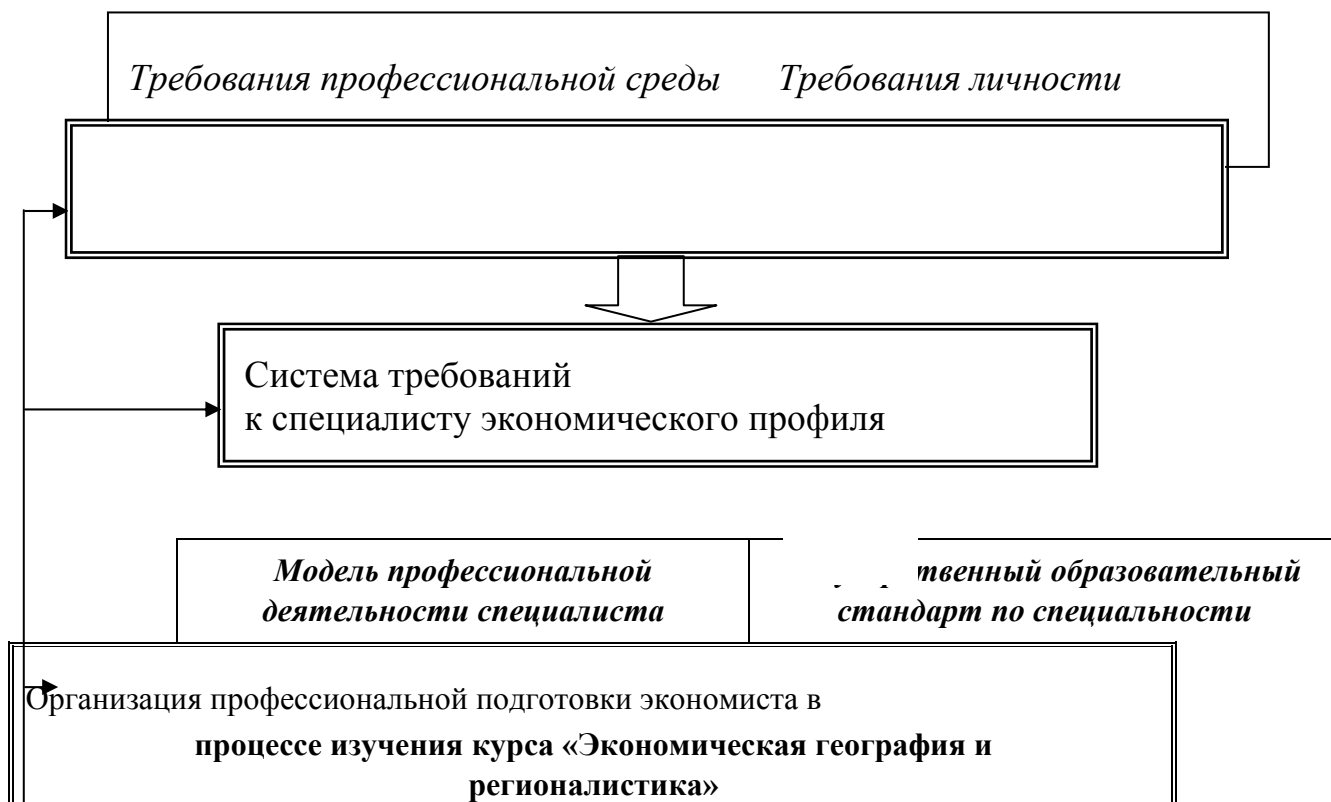 Требования профессиональной среды Требования личности
Система требований
к специалисту экономического профиля
Модель профессиональной
деятельности специалиста
твенный образовательный
стандарт по специальности
Организация профессиональной подготовки экономиста в
процессе изучения курса «Экономическая география и
регионалистика»